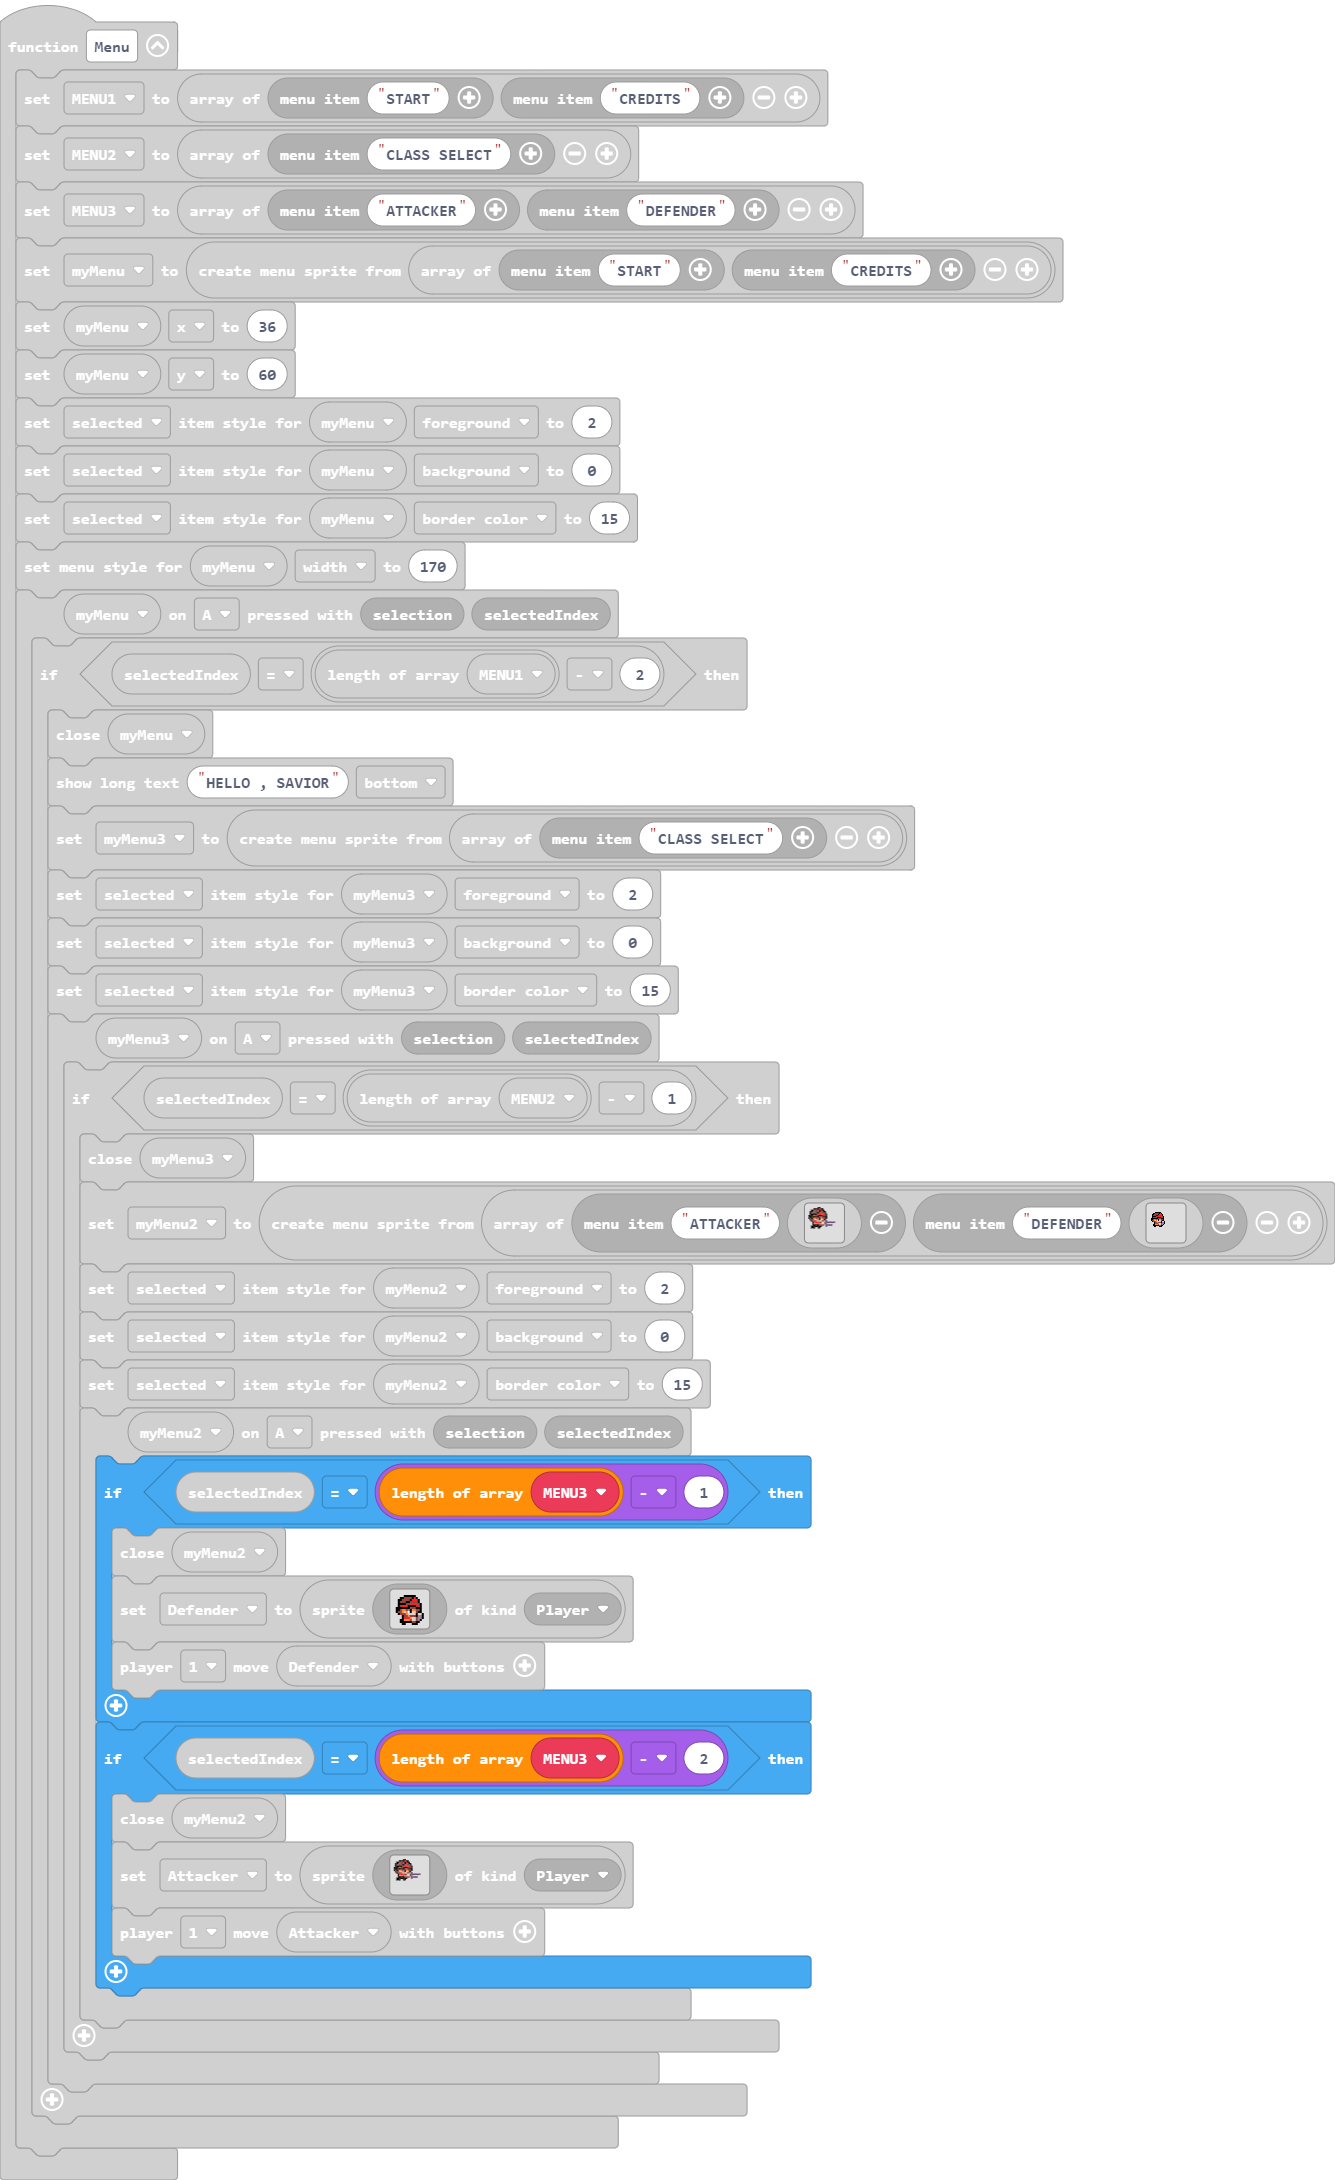 function Menu
set MENU1 to array of menu item "START" menu item "CREDITS"
set MENU2 to array of menu item "CLASS SELECT"
set MENU3 to array of menu item "ATTACKER" menu item "DEFENDER"
set myMenu to create menu sprite from array of menu item "START" menu item "CREDITS"
set myMenu x to 36
set myMenu y to 60
set selected item style for myMenu foreground to 2
set selected item style for myMenu background to 0
set selected item style for myMenu border color to 15
set menu style for myMenu width to 170
myMenu on A pressed with selection selectedIndex
if selectedIndex = length of array MENU1 - 2 then
close myMenu
show long text "HELLO , SAVIOR" bottom
set myMenu3 to create menu sprite from array of menu item "CLASS SELECT"
set selected item style for myMenu3 foreground to 2
set selected item style for myMenu3 background to 0
set selected item style for myMenu3 border color to 15
myMenu3 on A pressed with selection selectedIndex
if selectedIndex = length of array MENU2 - 1 then
close myMenu3
set myMenu2 to create menu sprite from array of menu item "ATTACKER" menu item "DEFENDER"
set selected item style for myMenu2 foreground to 2
set selected item style for myMenu2 background to 0
set selected item style for myMenu2 border color to 15
myMenu2 on A pressed with selection selectedIndex
if selectedIndex = length of array MENU3 - 1 then
close myMenu2
set Defender to sprite of kind Player
player 1 move Defender with buttons
if selectedIndex = length of array MENU3 - 2 then
close myMenu2
set Attacker to sprite of kind Player
player 1 move Attacker with buttons